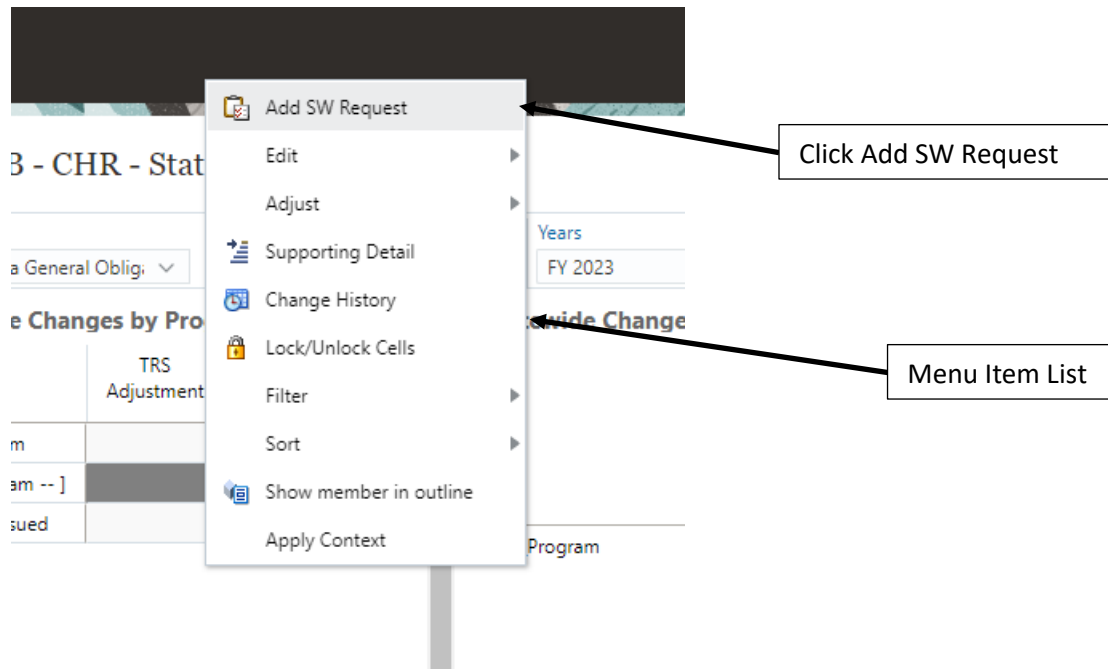 Add SW Request
Click Add SW Request
Edit
3 - CHR - Stat
Adjust
Years
Supporting Detail
a General Oblig
FY 2023
Change History
e Changes by Pro
wide Change
Lock/Unlock Cells
Menu Item List
TRS
Adjustment
Filter
m
Sort
am -- ]
Show member in outline
sued
Apply Context
Program